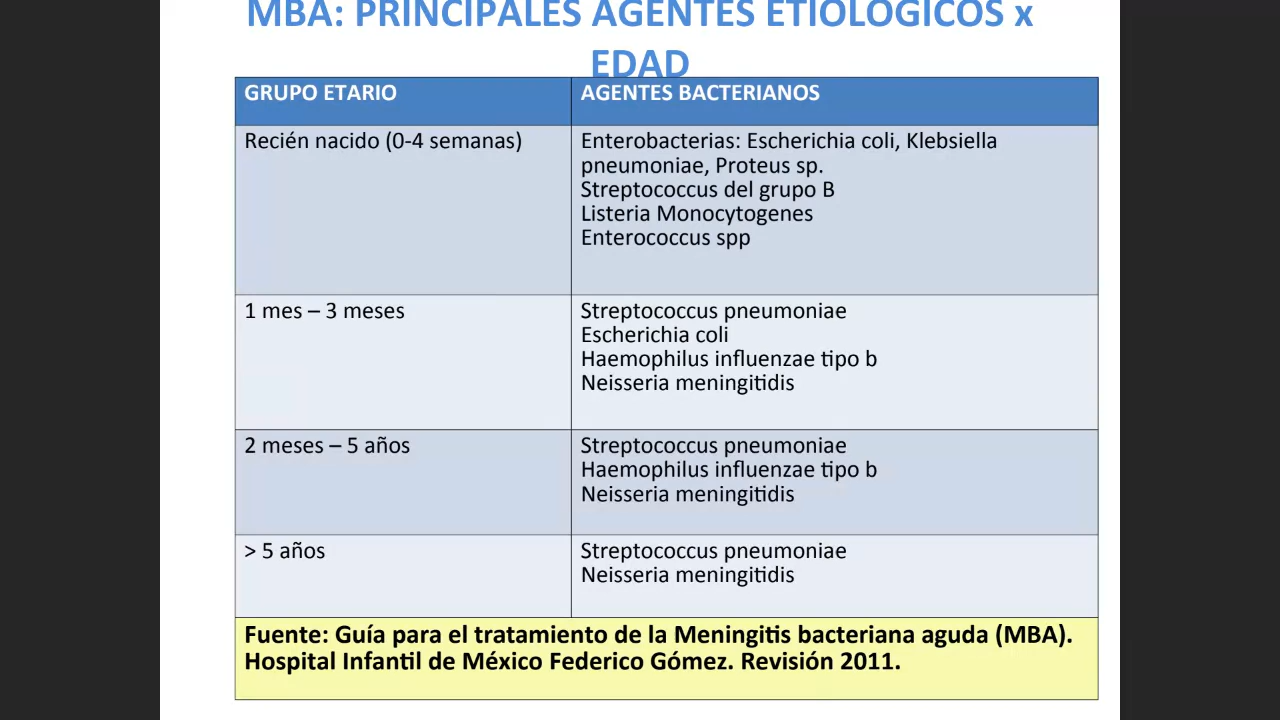 MBA: PRINCIPALES AGENTES ETIOLOGICOS x
EDAD
GRUPO ETARIO
AGENTES BACTERIANOS
Recién nacido (0-4 semanas)
Enterobacterias: Escherichia coli, Klebsiella
pneumoniae, Proteus sp.
Streptococcus del grupo B
Listeria Monocytogenes
Enterococcus spp
1 mes – 3 meses
Streptococcus pneumoniae
Escherichia coli
Haemophilus influenzae tipo b
Neisseria meningitidis
2 meses – 5 años
Streptococcus pneumoniae
Haemophilus influenzae tipo b
Neisseria meningitidis
> 5 años
Streptococcus pneumoniae
Neisseria meningitidis
Fuente: Guía para el tratamiento de la Meningitis bacteriana aguda (MBA).
Hospital Infantil de México Federico Gómez. Revisión 2011.